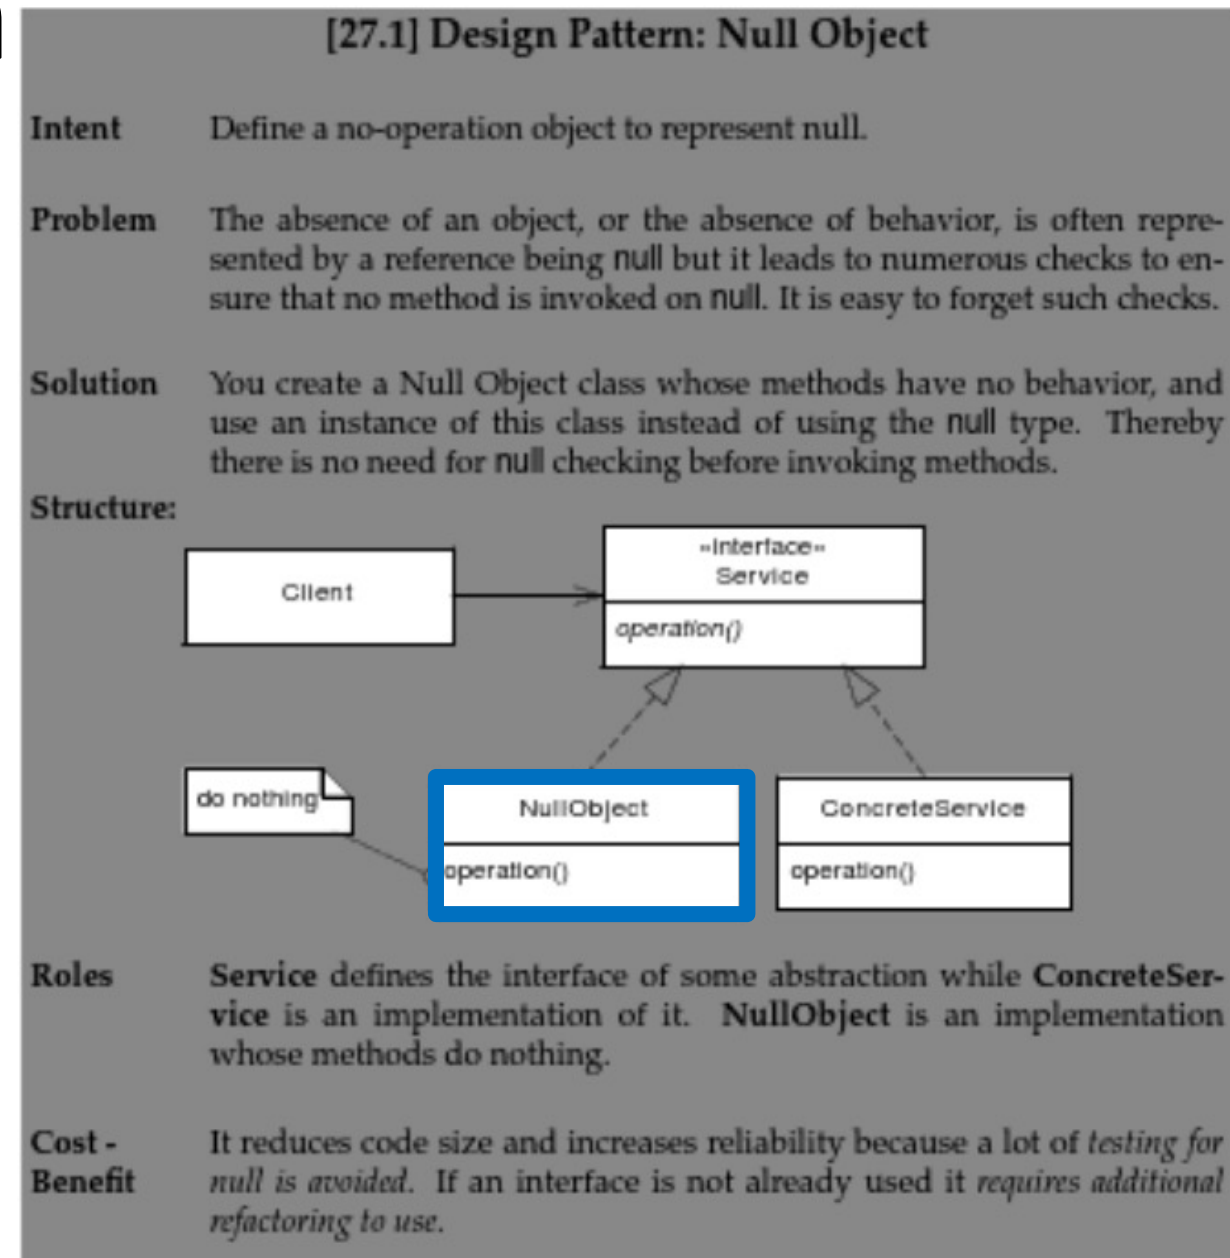 [27.1] Design Pattern: Null Object
Intent Define a no-operation object to represent null.
Problem The absence of an object, or the absence of behavior, is often repre-
sented by a reference being null but it leads to numerous checks to en-
sure that no method is invoked on null. It is easy to forget such checks.
Solution You create a Null Object class whose methods have no behavior, and
use an instance of this class instead of using the null type. Thereby
there is no need for null checking before invoking methods.
Structure:
«Interface»
Client Service
operation()
do nothing NullObject ConcreteService
operation() operation()
Roles Service defines the interface of some abstraction while ConcreteSer-
vice is an implementation of it. NullObject is an implementation
whose methods do nothing.
Cost - It reduces code size and increases reliability because a lot of testing for
Benefit null is avoided. If an interface is not already used it requires additional
refactoring to use.